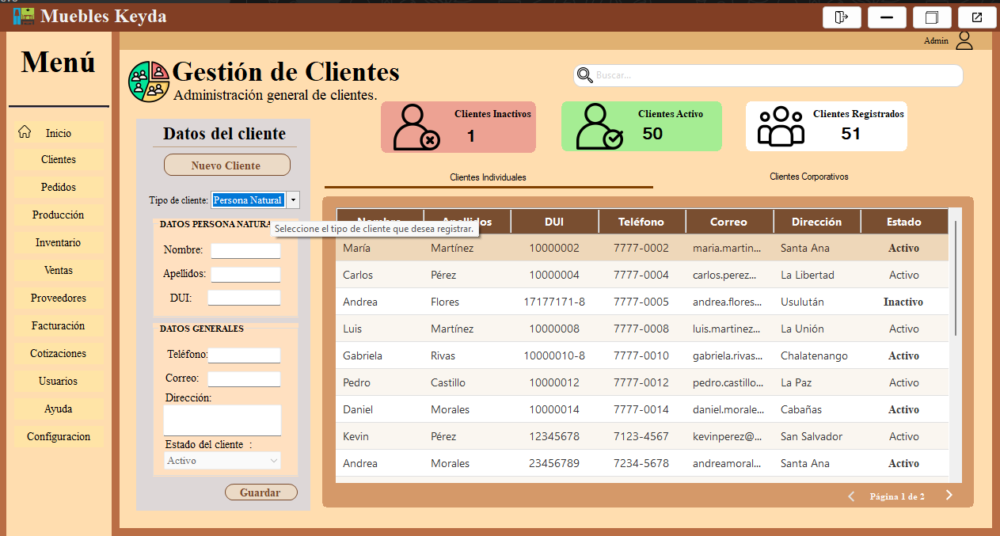 Muebles Keyda
Admin
Menú
Inicio
Clientes
Pedidos
Producción
Inventario
Ventas
Proveedores
Facturación
Cotizaciones
Usuarios
Ayuda
Configuracion
Gestión de Clientes
Administración general de clientes.
Buscar...
Clientes Inactivos
1
Clientes Activo
50
Clientes Registrados
51
Datos del cliente
Nuevo Cliente
Tipo de cliente: Persona Natural
Seleccione el tipo de cliente que desea registrar.
DATOS PERSONA NATURA
Nombre:
Apellidos:
DUI:
DATOS GENERALES
Teléfono:
Correo:
Dirección:
Estado del cliente :
Activo
Guardar
Clientes Individuales
Clientes Corporativos
Nombre Apellidos DUI Teléfono Correo Dirección Estado
María Martínez 10000002 7777-0002 maria.martin... Santa Ana Activo
Carlos Pérez 10000004 7777-0004 carlos.perez... La Libertad Activo
Andrea Flores 17177171-8 7777-0005 andrea.flores... Usulután Inactivo
Luis Martínez 10000008 7777-0008 luis.martinez... La Unión Activo
Gabriela Rivas 10000010-8 7777-0010 gabriela.rivas... Chalatenango Activo
Pedro Castillo 10000012 7777-0012 pedro.castillo... La Paz Activo
Daniel Morales 10000014 7777-0014 daniel.morale... Cabañas Activo
Kevin Pérez 12345678 7123-4567 kevinperez@... San Salvador Activo
Andrea Morales 23456789 7234-5678 andreamoral... Santa Ana Activo
Página 1 de 2